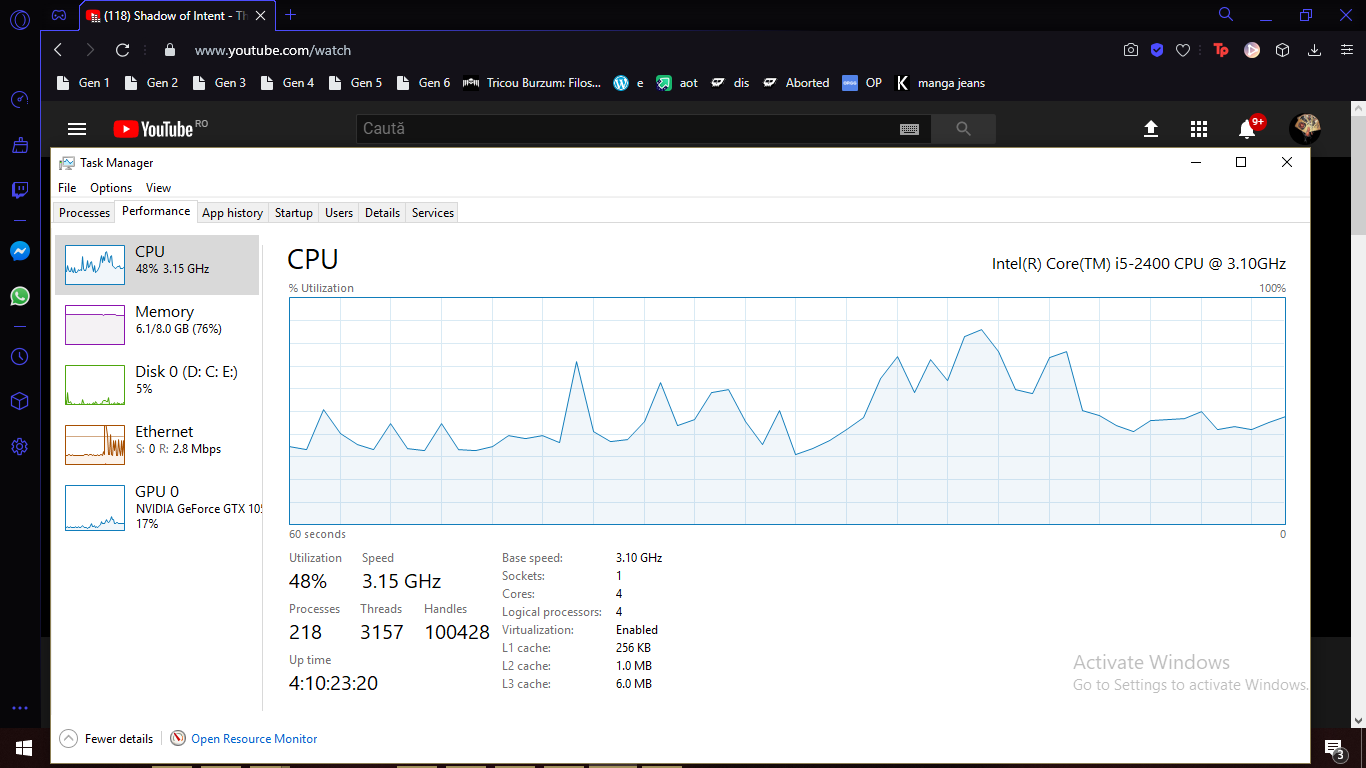 (118) Shadow of Intent - Th
www.youtube.com/watch
Tp
Gen 1 Gen 2 Gen 3 Gen 4 Gen 5 Gen 6 Tricou Burzum: Filos... e aot dis Aborted OP manga jeans
YouTube RO
Caută
9+
Task Manager
File Options View
Processes Performance App history Startup Users Details Services
CPU
48% 3.15 GHz
Memory
6.1/8.0 GB (76%)
Disk 0 (D: C: E:)
5%
Ethernet
S: 0 R: 2.8 Mbps
GPU 0
NVIDIA GeForce GTX 105
17%
CPU
Intel(R) Core(TM) i5-2400 CPU @ 3.10GHz
% Utilization 100%
60 seconds 0
Utilization Speed
48% 3.15 GHz
Processes Threads Handles
218 3157 100428
Up time
4:10:23:20
Base speed: 3.10 GHz
Sockets: 1
Cores: 4
Logical processors: 4
Virtualization: Enabled
L1 cache: 256 KB
L2 cache: 1.0 MB
L3 cache: 6.0 MB
Activate Windows
Go to Settings to activate Windows.
Fewer details Open Resource Monitor
3